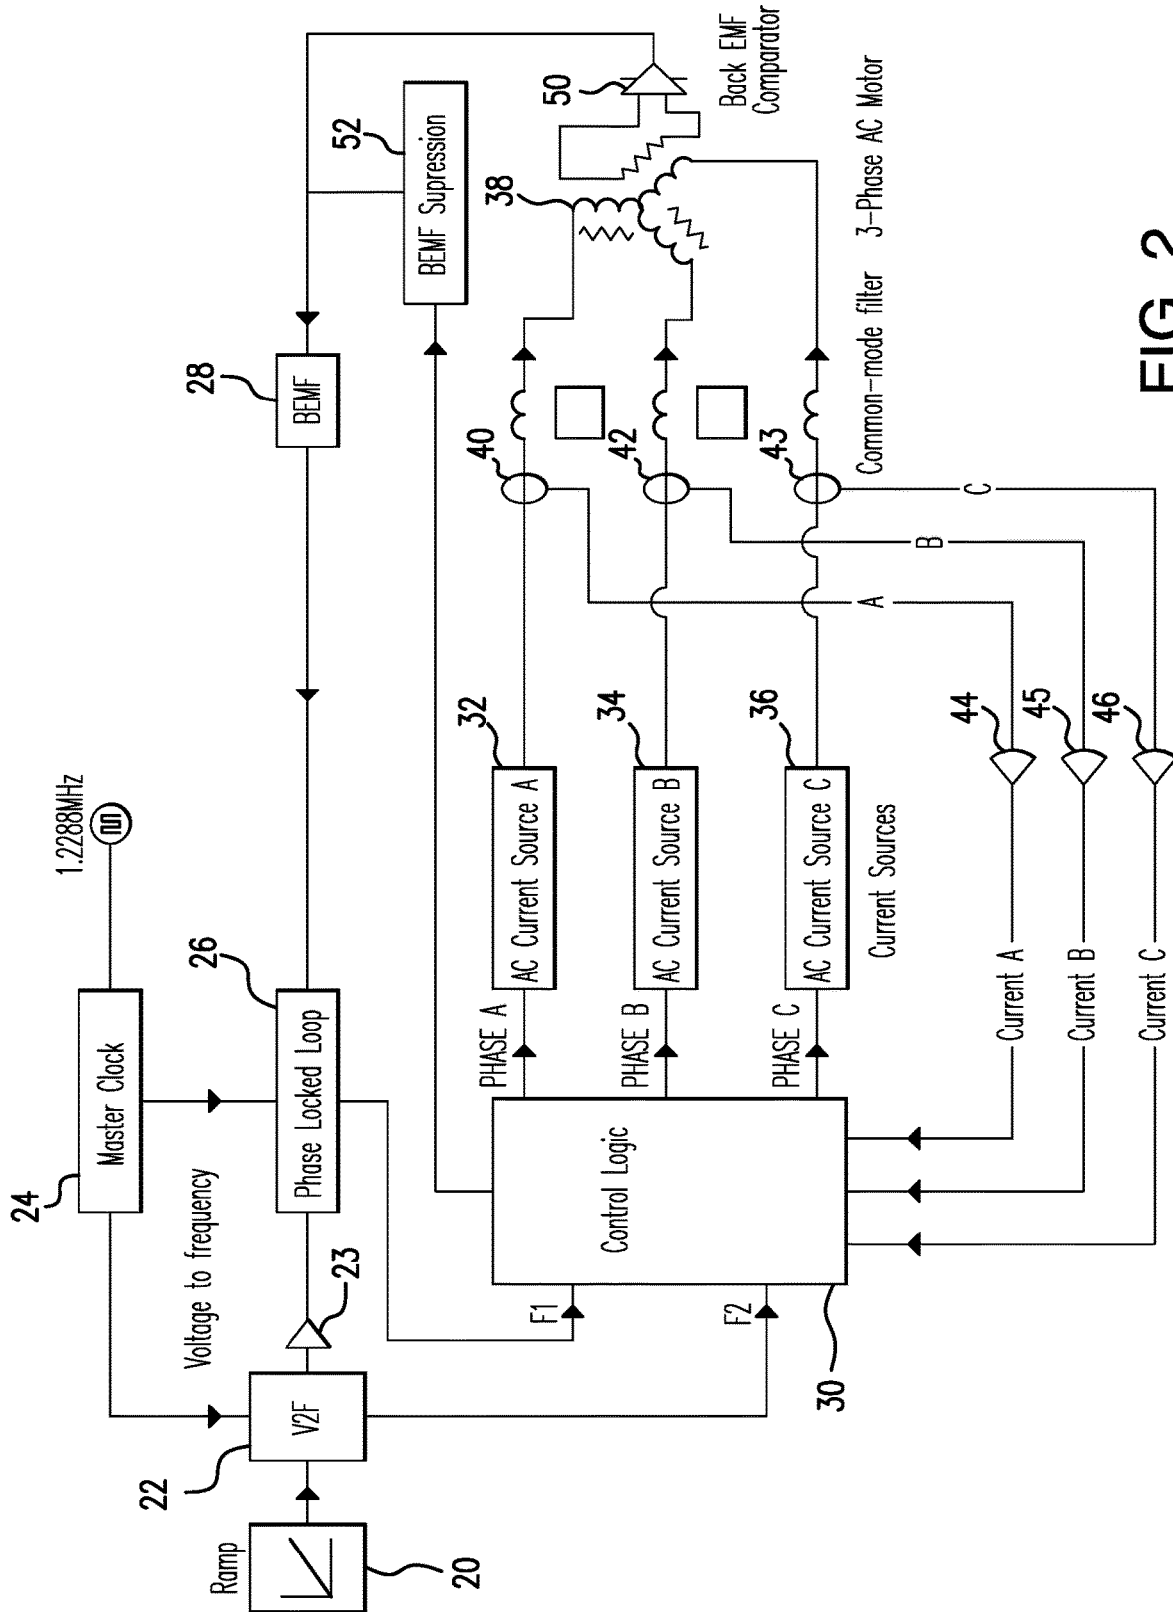 1.2288MHz
24
Master Clock
Voltage to frequency
26
Phase Locked Loop
28
BEMF
52
BEMF Supression
Ramp
20
22
V2F
23
F1
F2
30
Control Logic
PHASE A
PHASE B
PHASE C
32
AC Current Source A
34
AC Current Source B
36
AC Current Source C
Current Sources
40
42
43
38
50
Back EMF
Comparator
Common-mode filter
3-Phase AC Motor
A
B
C
44
45
46
Current A
Current B
Current C
FIG. 2